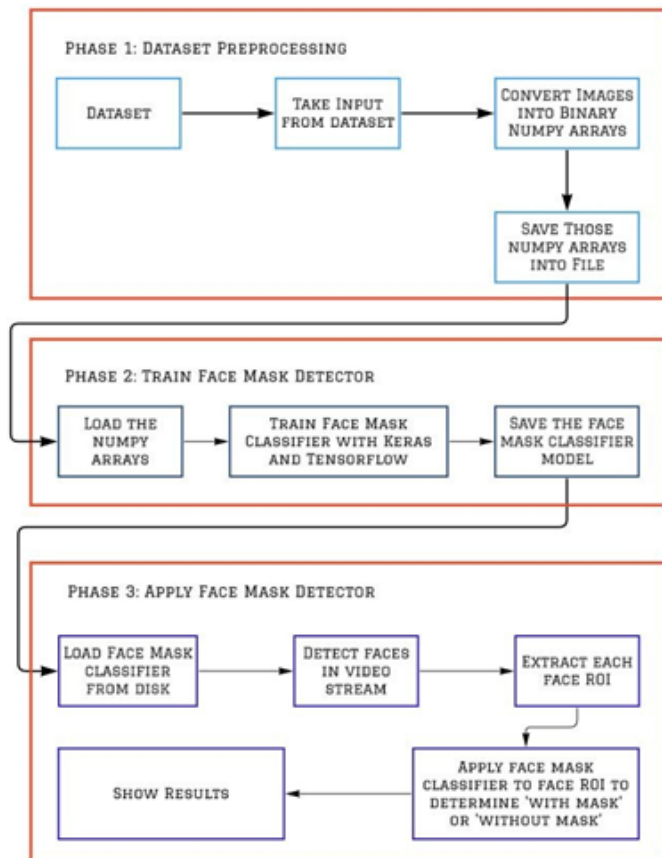 Phase 1: Dataset Preprocessing
Dataset
Take Input
from dataset
Convert Images
into Binary
Numpy arrays
Save Those
numpy arrays
into File
Phase 2: Train Face Mask Detector
Load the
numpy
arrays
Train Face Mask
Classifier with Keras
and Tensorflow
Save the face
mask classifier
model
Phase 3: Apply Face Mask Detector
Load Face Mask
classifier
from disk
Detect faces
in video
stream
Extract each
face ROI
Apply face mask
classifier to face ROI to
determine 'with mask'
or 'without mask'
Show Results